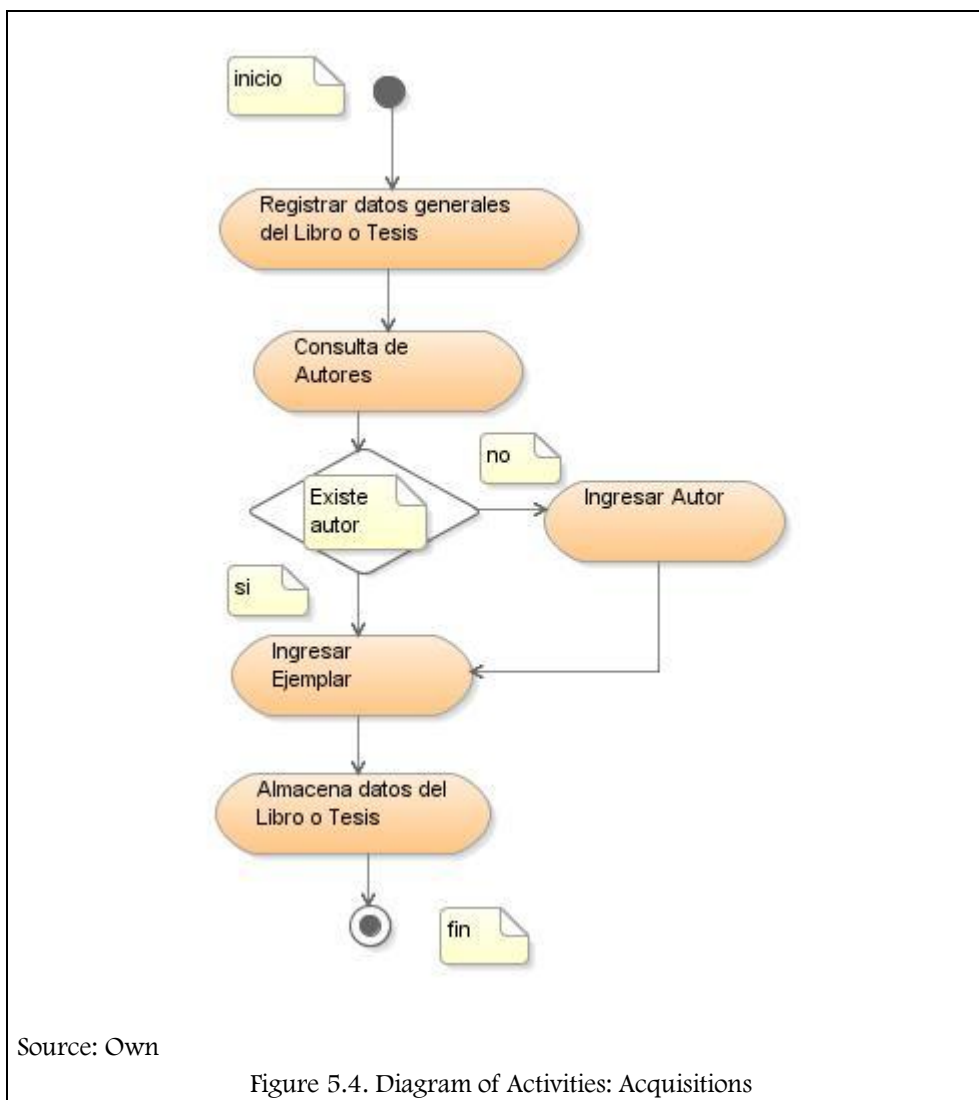 inicio
Registrar datos generales
del Libro o Tesis
Consulta de
Autores
no
Existe
autor
Ingresar Autor
si
Ingresar
Ejemplar
Almacena datos del
Libro o Tesis
fin
Source: Own
Figure 5.4. Diagram of Activities: Acquisitions